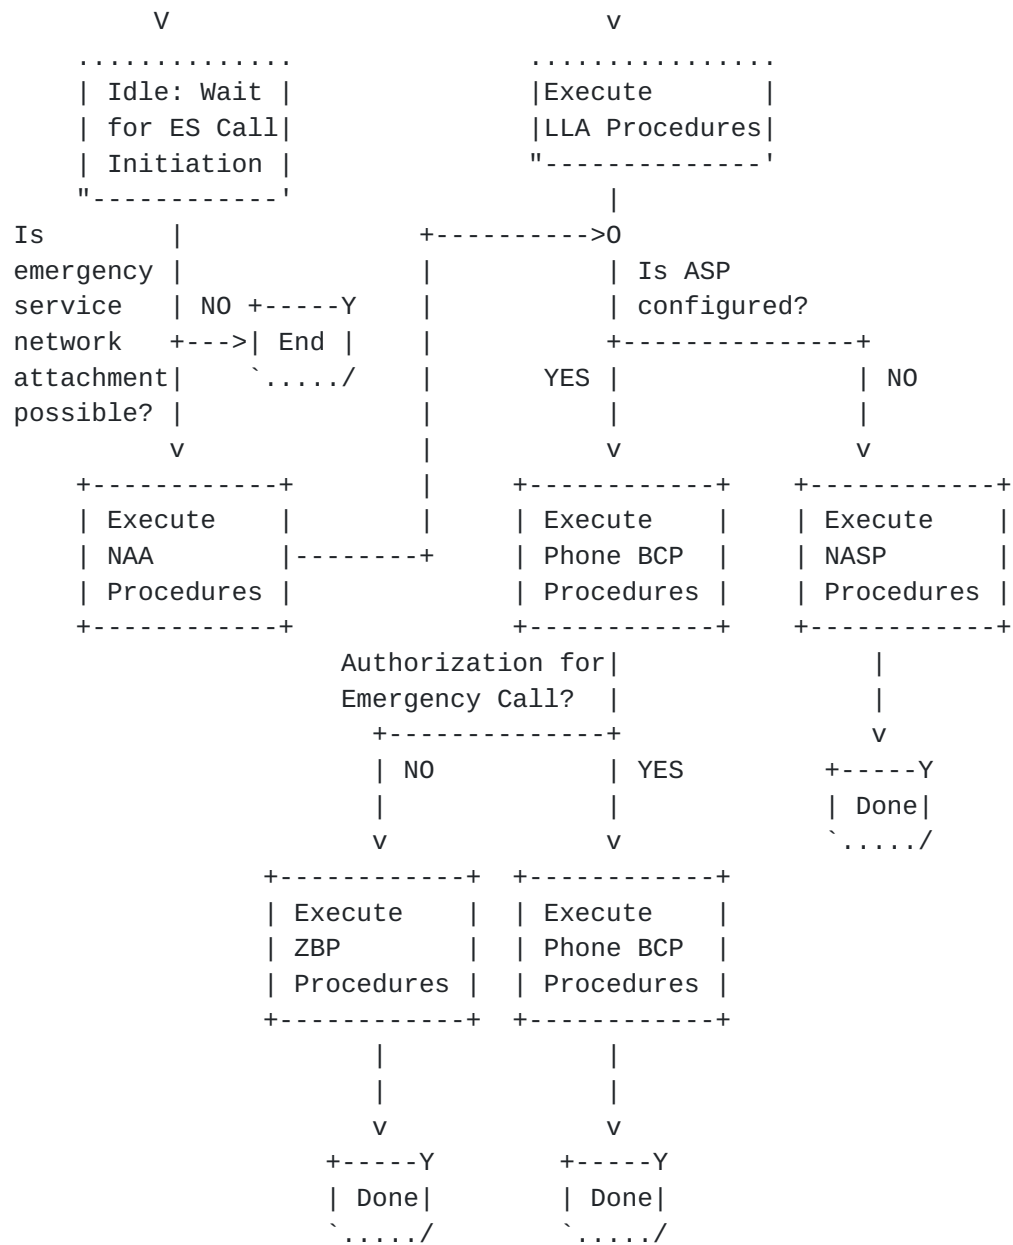 V                            v
     ..............               ................
     | Idle: Wait |               |Execute       |
     | for ES Call|               |LLA Procedures|
     | Initiation |               "--------------'
     "------------'                    |
 Is        |               +---------->O
 emergency |               |           | Is ASP
 service   | NO +-----Y    |           | configured?
 network   +--->| End |    |           +---------------+
 attachment|    `...../    |       YES |               | NO
 possible? |               |           |               |
           v               |           v               v
     +------------+        |     +------------+    +------------+
     | Execute    |        |     | Execute    |    | Execute    |
     | NAA        |--------+     | Phone BCP  |    | NASP       |
     | Procedures |              | Procedures |    | Procedures |
     +------------+              +------------+    +------------+
                      Authorization for|                |
                      Emergency Call?  |                |
                        +--------------+                v
                        | NO           | YES         +-----Y
                        |              |             | Done|
                        v              v             `...../
                 +------------+  +------------+
                 | Execute    |  | Execute    |
                 | ZBP        |  | Phone BCP  |
                 | Procedures |  | Procedures |
                 +------------+  +------------+
                        |              |
                        |              |
                        v              v
                     +-----Y        +-----Y
                     | Done|        | Done|
                     `...../        `...../